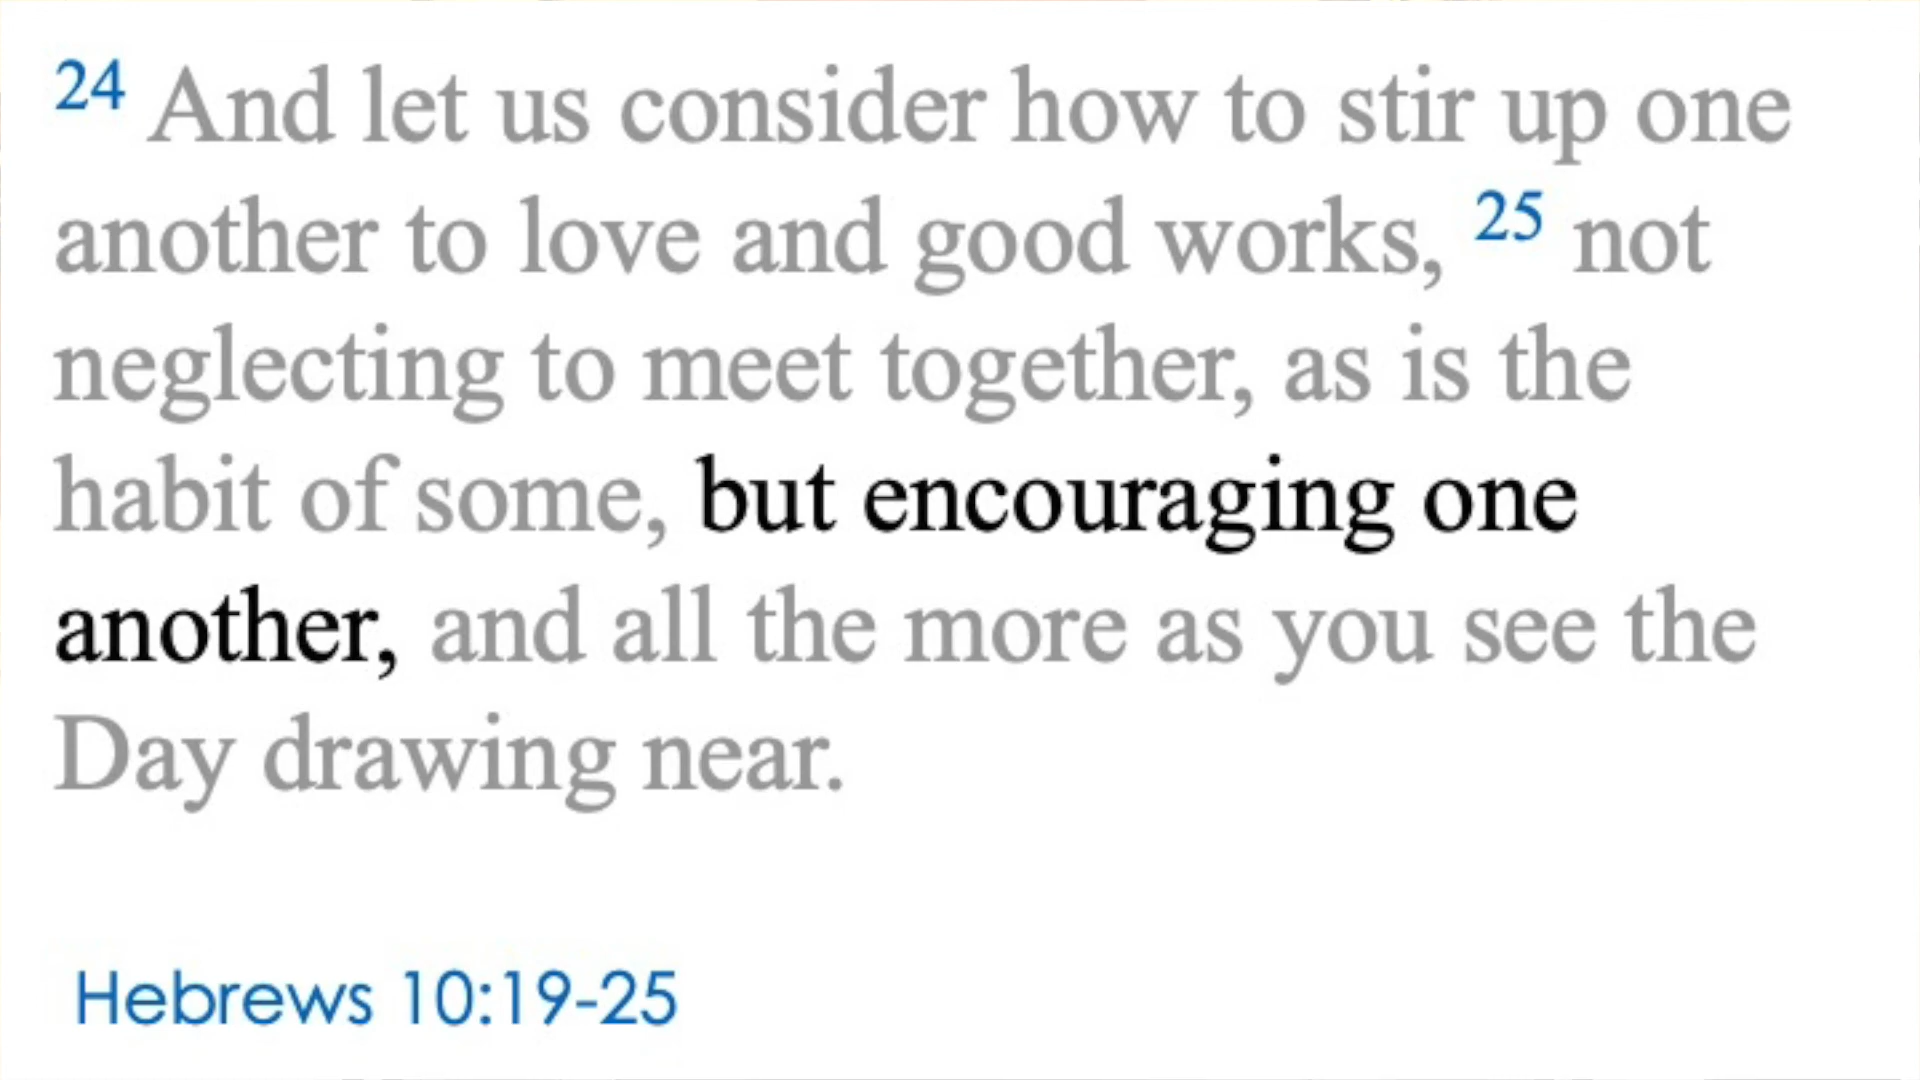 24 And let us consider how to stir up one
another to love and good works, 25 not
neglecting to meet together, as is the
habit of some, but encouraging one
another, and all the more as you see the
Day drawing near.
Hebrews 10:19-25